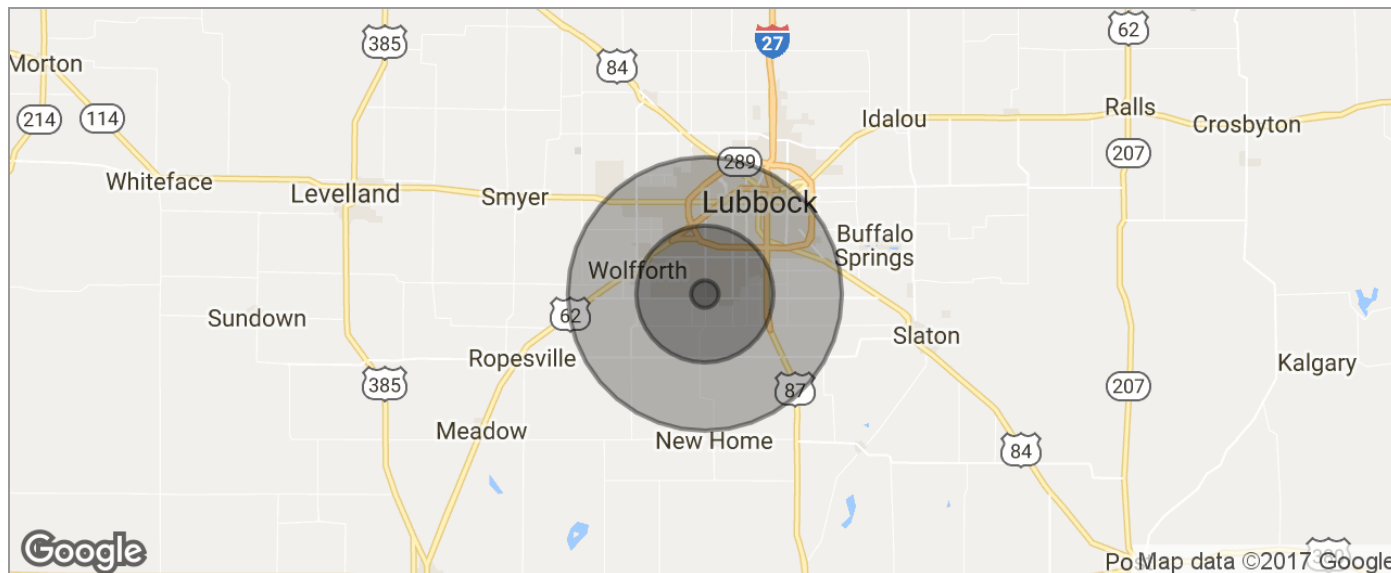 62
385
27
84
Morton
Idalou
Ralls
214
114
Crosbyton
207
289
Whiteface
Levelland
Smyer
Lubbock
Buffalo
Springs
Wolfforth
62
Sundown
Slaton
Ropesville
Kalgary
385
87
207
Meadow
New Home
84
Google
Map data ©2017 Google